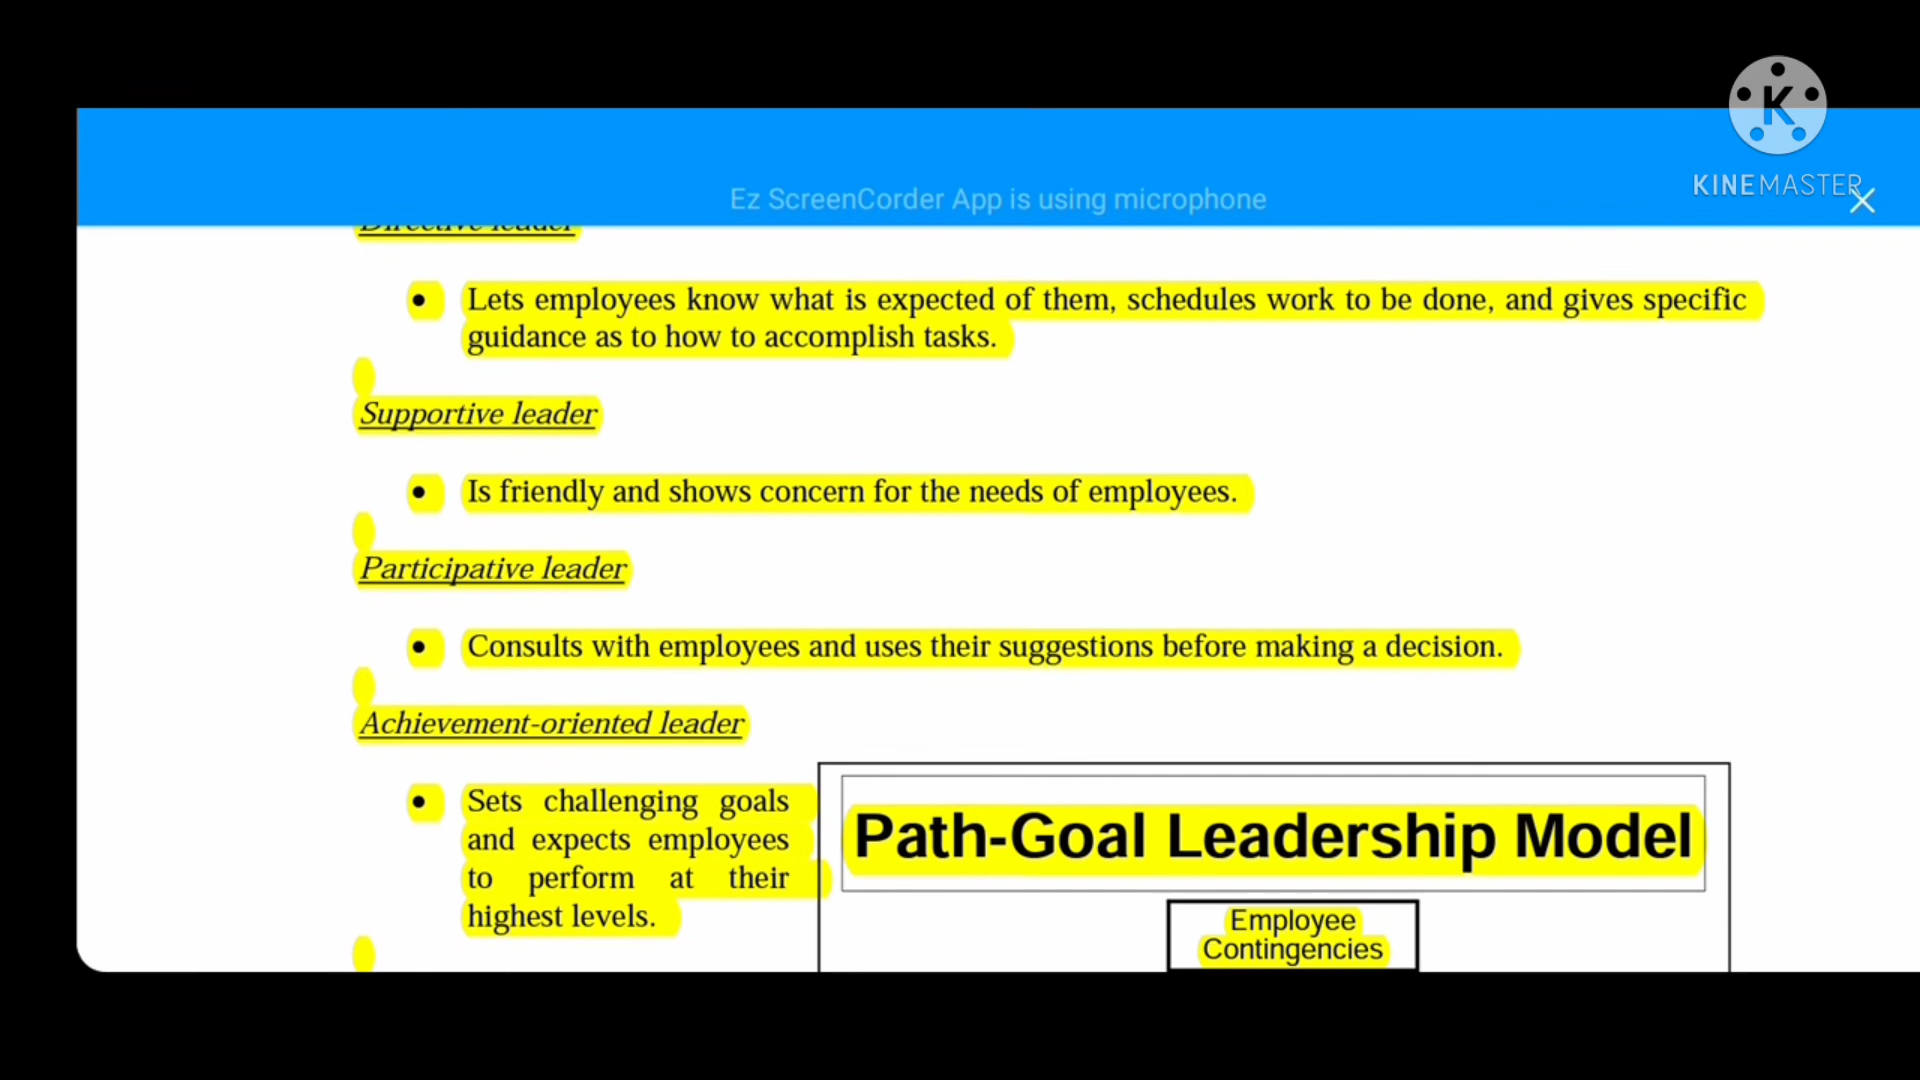 KINEMASTER
Ez ScreenCorder App is using microphone
Directive leader
• Lets employees know what is expected of them, schedules work to be done, and gives specific
guidance as to how to accomplish tasks.
Supportive leader
• Is friendly and shows concern for the needs of employees.
Participative leader
• Consults with employees and uses their suggestions before making a decision.
Achievement-oriented leader
• Sets challenging goals
and expects employees
to perform at their
highest levels.
Path-Goal Leadership Model
Employee
Contingencies